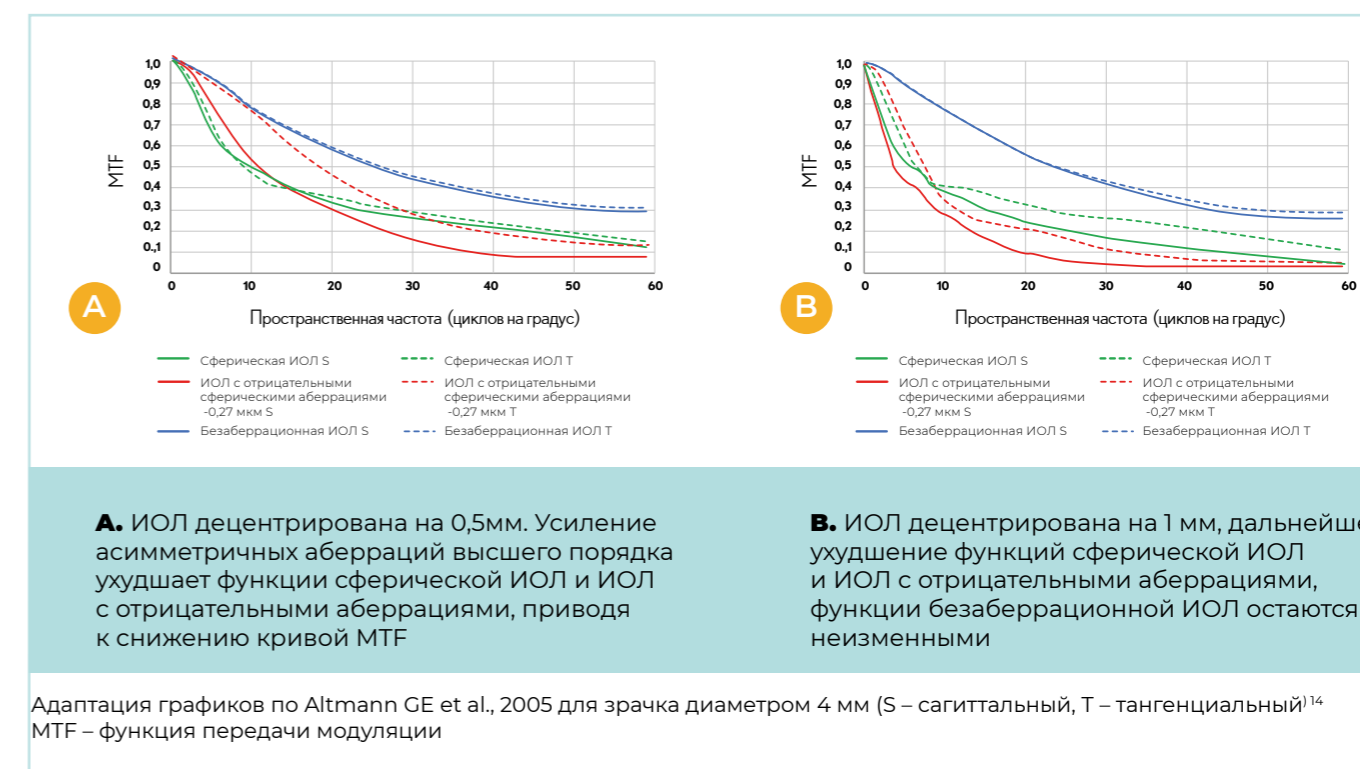 1,0
0,9
0,8
0,7
0,6
0,5
0,4
0,3
0,2
0,1
0
MTF
0 10 20 30 40 50 60
A
Пространственная частота (циклов на градус)
Сферическая ИОЛ S
Сферическая ИОЛ T
ИОЛ с отрицательными
сферическими аберрациями
-0,27 мкм S
ИОЛ с отрицательными
сферическими аберрациями
-0,27 мкм T
Безаберрационная ИОЛ S
Безаберрационная ИОЛ T
1,0
0,9
0,8
0,7
0,6
0,5
0,4
0,3
0,2
0,1
0
MTF
0 10 20 30 40 50 60
B
Пространственная частота (циклов на градус)
Сферическая ИОЛ S
Сферическая ИОЛ T
ИОЛ с отрицательными
сферическими аберрациями
-0,27 мкм S
ИОЛ с отрицательными
сферическими аберрациями
-0,27 мкм T
Безаберрационная ИОЛ S
Безаберрационная ИОЛ T
A. ИОЛ децентрирована на 0,5мм. Усиление
асимметричных аберраций высшего порядка
ухудшает функции сферической ИОЛ и ИОЛ
с отрицательными аберрациями, приводя
к снижению кривой MTF
B. ИОЛ децентрирована на 1 мм, дальнейше
ухудшение функций сферической ИОЛ
и ИОЛ с отрицательными аберрациями,
функции безаберрационной ИОЛ остаются
неизменными
Адаптация графиков по Altmann GE et al., 2005 для зрачка диаметром 4 мм (S – сагиттальный, T – тангенциальный) 14
MTF – функция передачи модуляции